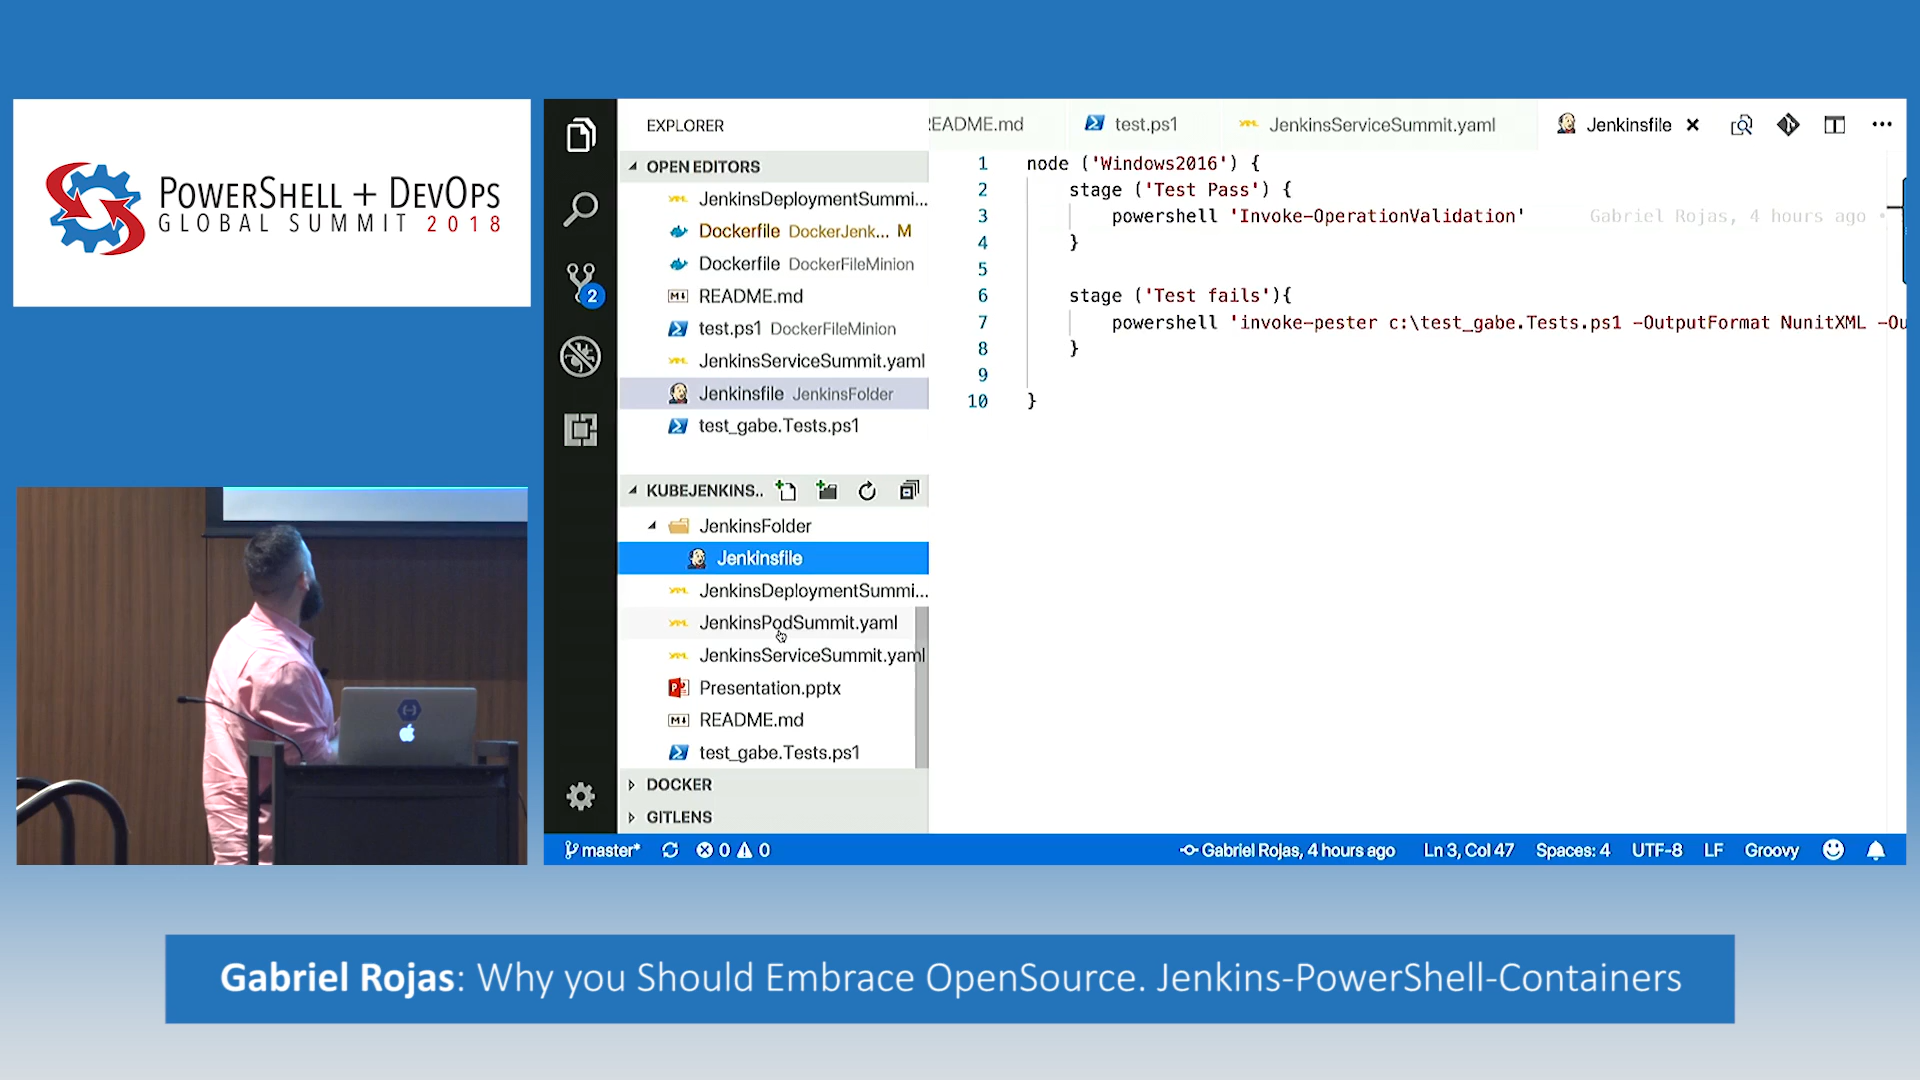 POWERSHELL + DEVOPS
GLOBAL SUMMIT 2018
EXPLORER
OPEN EDITORS
JenkinsDeploymentSummi...
Dockerfile DockerJenk... M
Dockerfile DockerFileMinion
README.md
test.ps1 DockerFileMinion
JenkinsServiceSummit.yaml
Jenkinsfile JenkinsFolder
test_gabe.Tests.ps1
KUBEJENKINS..
JenkinsFolder
Jenkinsfile
JenkinsDeploymentSummi...
JenkinsPodSummit.yaml
JenkinsServiceSummit.yaml
Presentation.pptx
README.md
test_gabe.Tests.ps1
DOCKER
GITLENS
2
README.md test.ps1 JenkinsServiceSummit.yaml Jenkinsfile
1 node ('Windows2016') {
2 stage ('Test Pass') {
3 powershell 'Invoke-OperationValidation' Gabriel Rojas, 4 hours ago •
4 }
5
6 stage ('Test fails'){
7 powershell 'invoke-pester c:\test_gabe.Tests.ps1 -OutputFormat NunitXML -Ou
8 }
9
10 }
master* 0 0 Gabriel Rojas, 4 hours ago Ln 3, Col 47 Spaces: 4 UTF-8 LF Groovy
Gabriel Rojas: Why you Should Embrace OpenSource. Jenkins-PowerShell-Containers